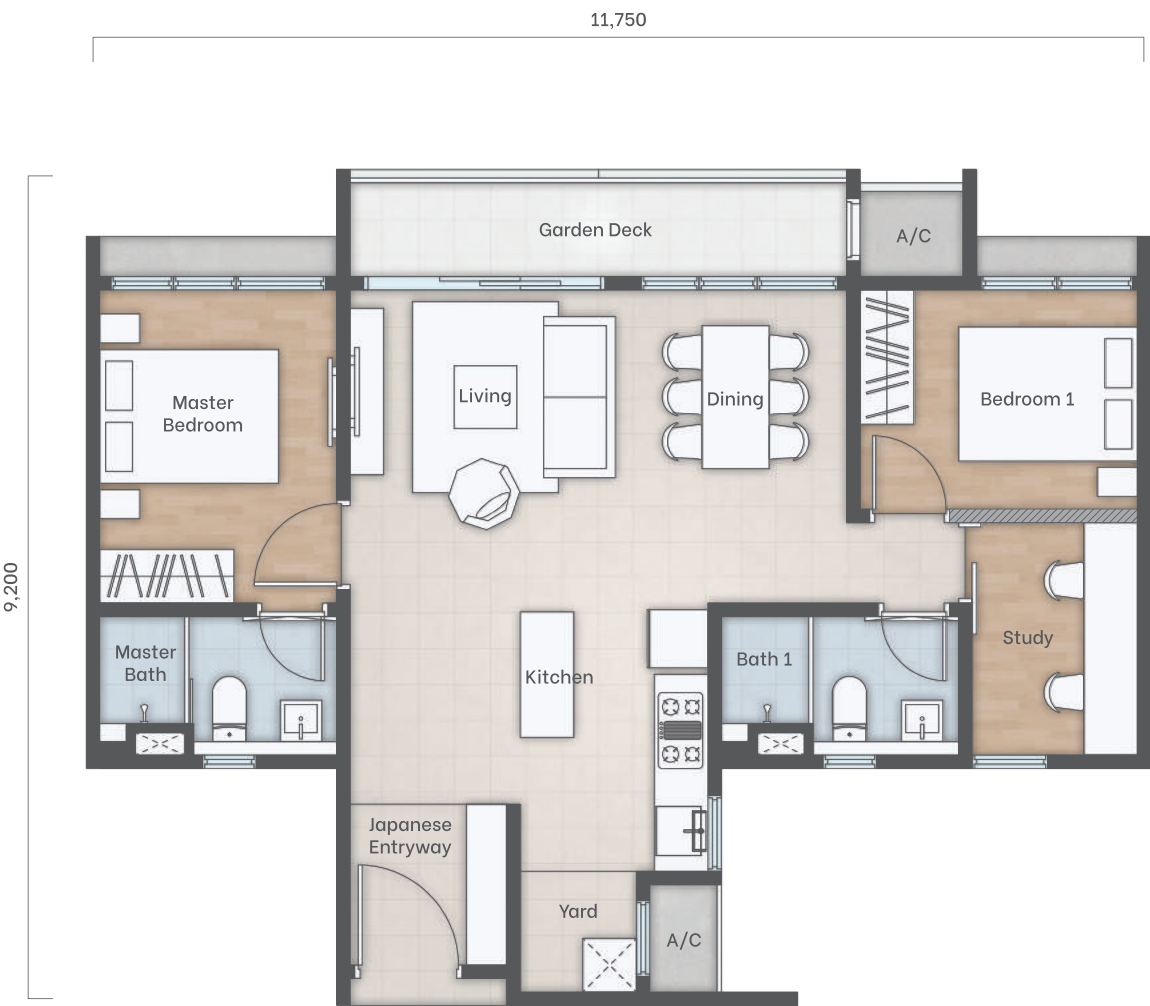 11,750
Garden Deck
A/C
Master
Bedroom
Living
Dining
Bedroom 1
9,200
Master
Bath
Kitchen
Bath 1
Study
Japanese
Entryway
Yard
A/C